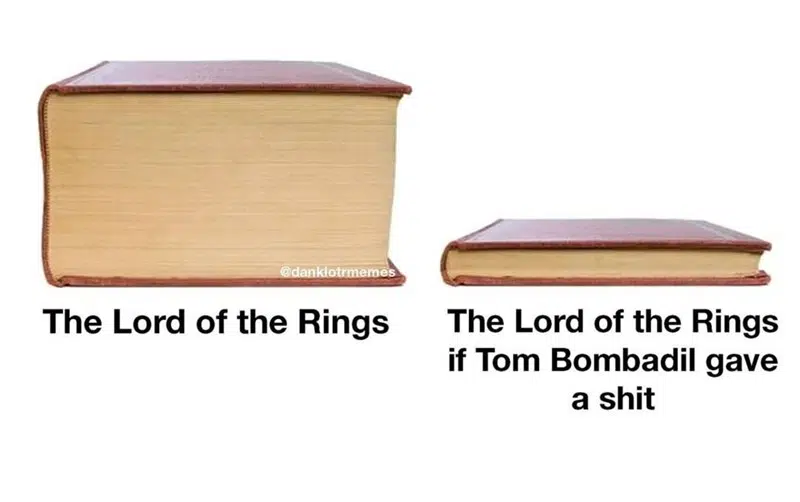 @danklotrmemes
The Lord of the Rings
The Lord of the Rings
if Tom Bombadil gave
a shit